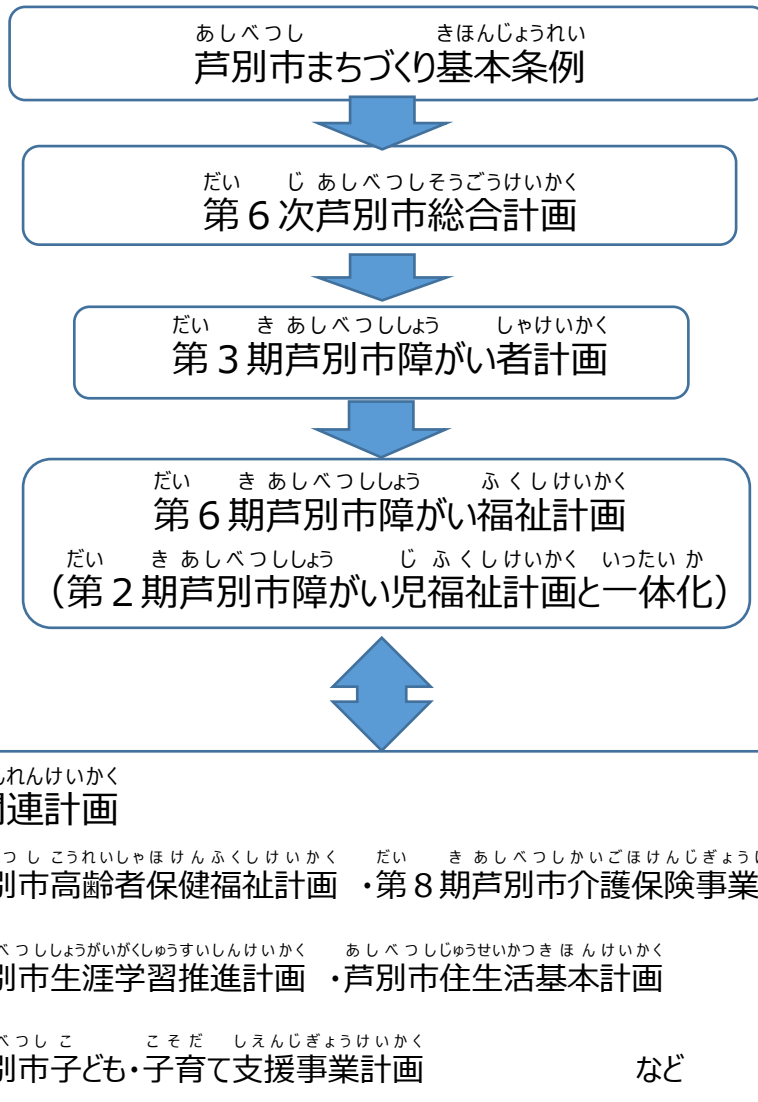 あしべつし きほんじょうれい
芦別市まちづくり基本条例
だい じ あしべつしそうごうけいかく
第6次芦別市総合計画
だい き あしべつししょう しゃけいかく
第3期芦別市障がい者計画
だい き あしべつししょう ふくしけいかく
第6期芦別市障がい福祉計画
だい き あしべつししょう じ ふくしけいかく いったいか
(第2期芦別市障がい児福祉計画と一体化)
れんけいかく
連計画
つし こうれいしゃほけんふくしけいかく だい き あしべつしかいごほけんじぎょう
別市高齢者保健福祉計画 ・第8期芦別市介護保険事業
べつししょうがいがくしゅうすいしんけいかく あしべつしじゅうせいかつきほんけいかく
別市生涯学習推進計画 ・芦別市住生活基本計画
べつし こ こそだ しえんじぎょうけいかく
別市子ども・子育て支援事業計画 など